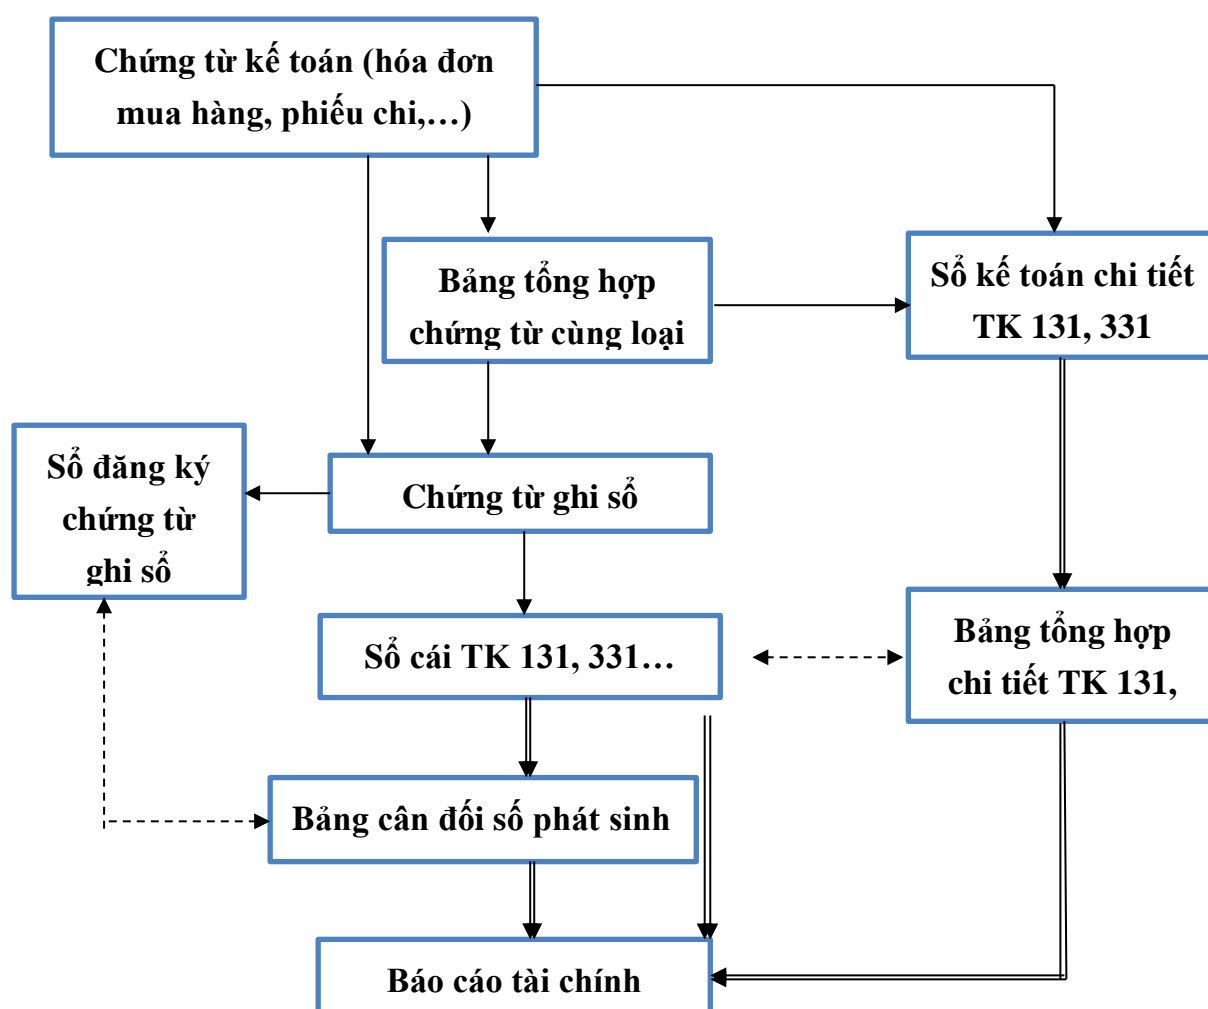 Chứng từ kế toán (hóa đơn
mua hàng, phiếu chi,…)
Bảng tổng hợp
chứng từ cùng loại
Sổ kế toán chi tiết
TK 131, 331
Sổ đăng ký
chứng từ
ghi sổ
Chứng từ ghi sổ
Sổ cái TK 131, 331…
Bảng tổng hợp
chi tiết TK 131,
Bảng cân đối số phát sinh
Báo cáo tài chính